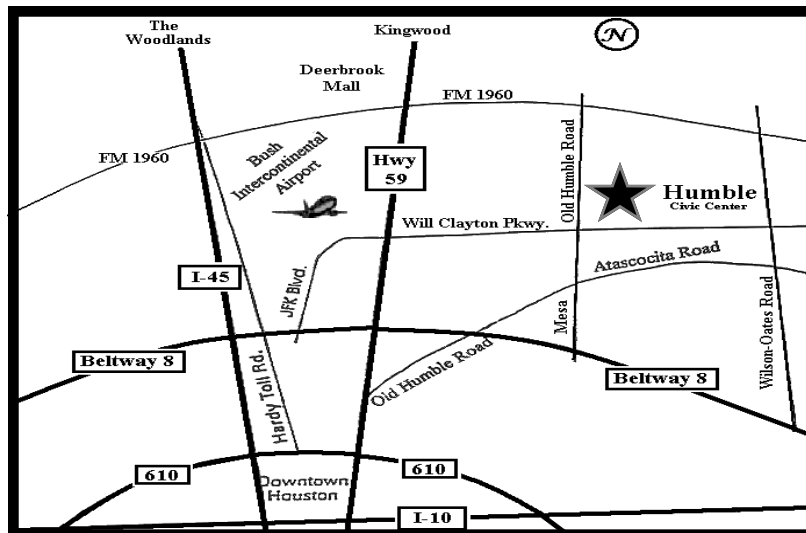 The
Woodlands
Kingwood
N
Deerbrook
Mall
FM 1960
FM 1960
Bush
Intercontinental
Airport
Hwy
59
Old Humble Road
Humble
Civic Center
Will Clayton Pkwy.
Atascocita Road
I-45
JFK Blvd.
Mesa
Wilson-Oates Road
Beltway 8
Old Humble Road
Beltway 8
Hardy Toll Rd.
610
610
Downtown
Houston
I-10